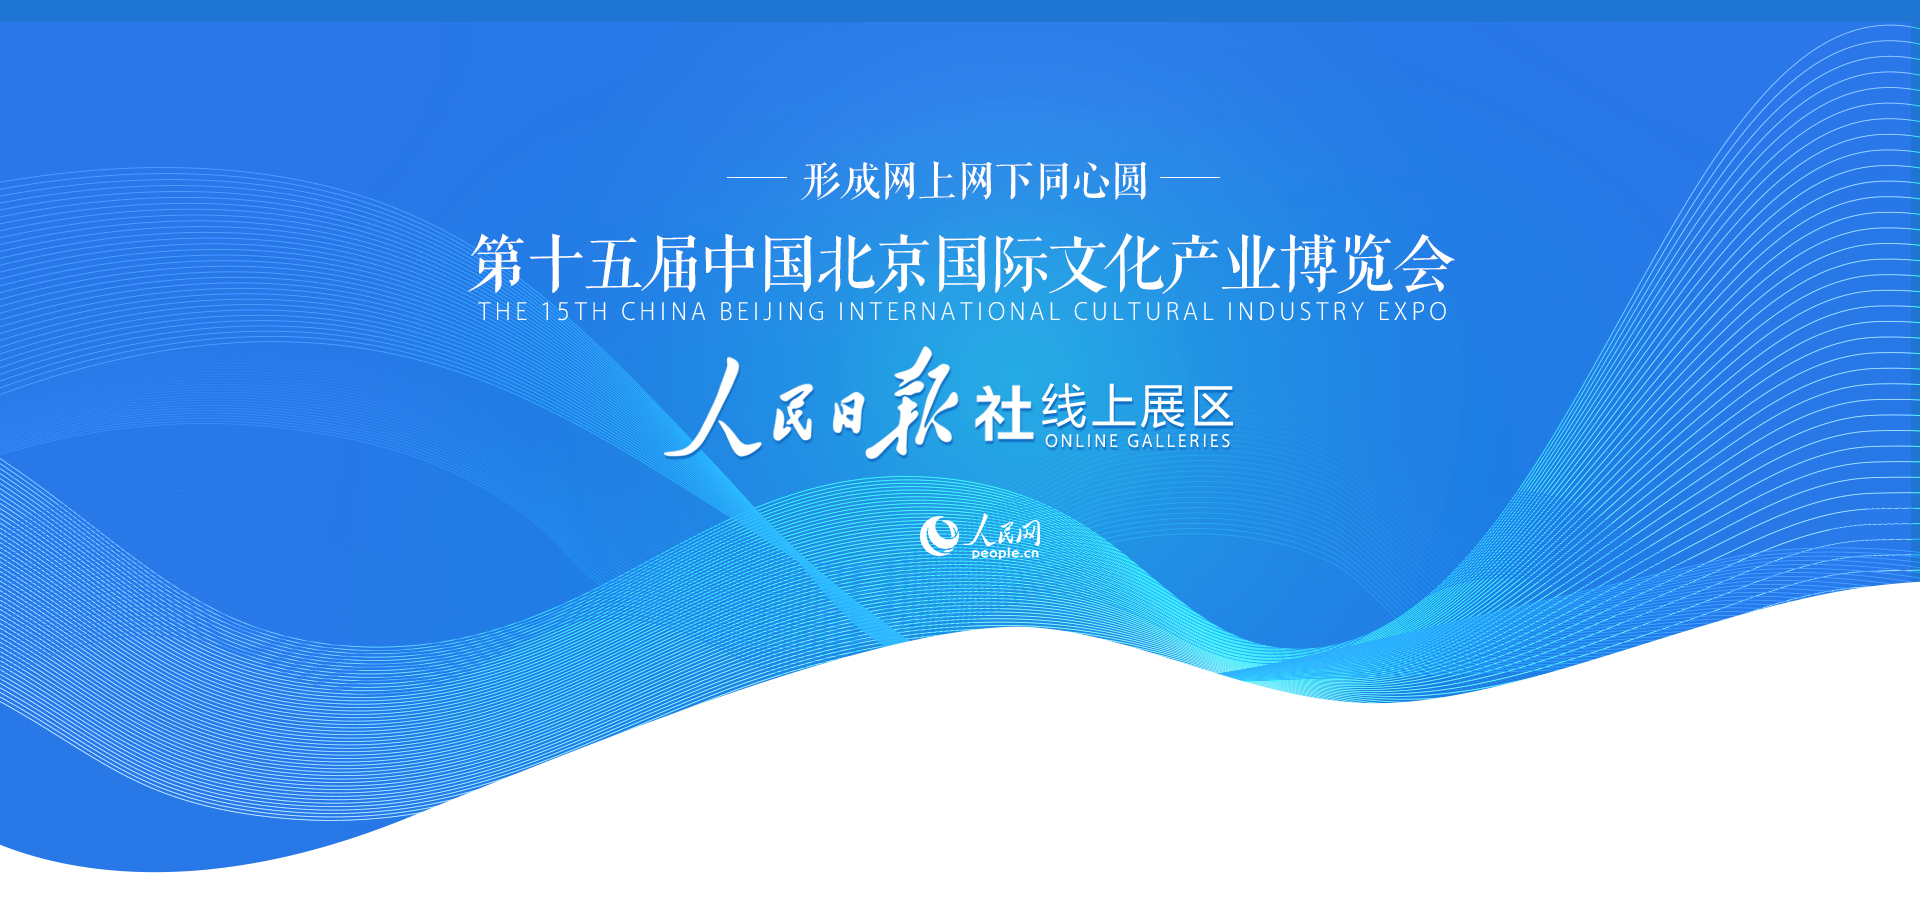 形成网上网下同心圆
第十五届中国北京国际文化产业博览会
THE 15TH CHINA BEIJING INTERNATIONAL CULTURAL INDUSTRY EXPO
人民日报社线上展区
ONLINE GALLERIES
人民网
people.cn